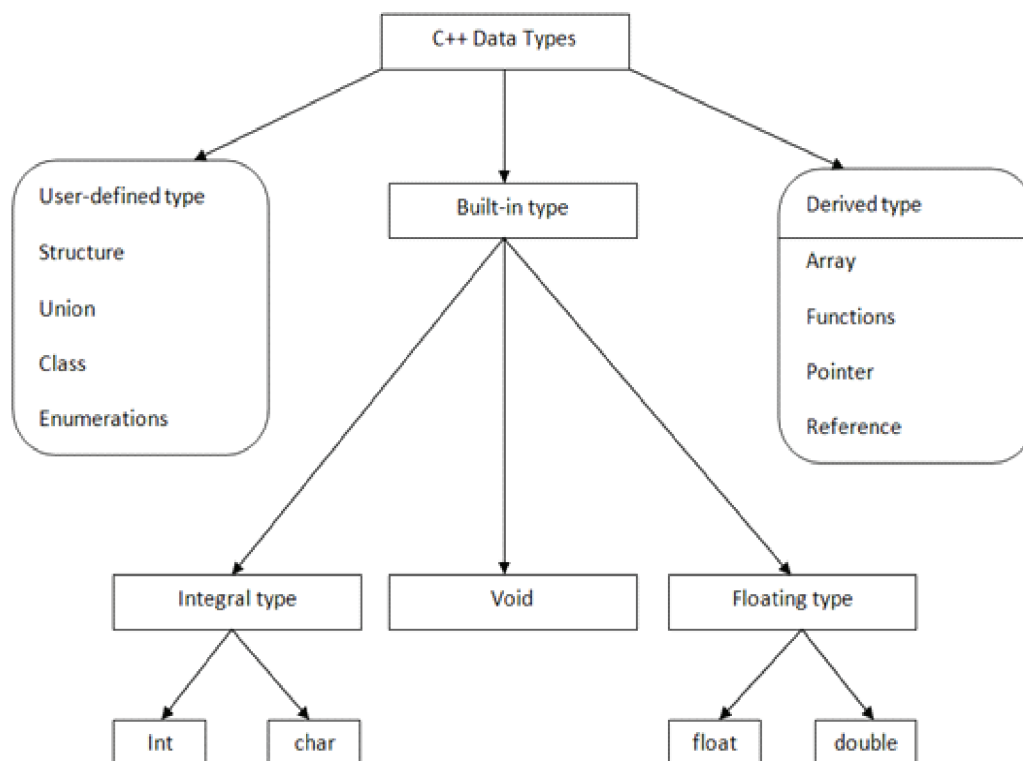 C++ Data Types
User-defined type
Structure
Union
Class
Enumerations
Built-in type
Derived type
Array
Functions
Pointer
Reference
Integral type
Void
Floating type
Int
char
float
double